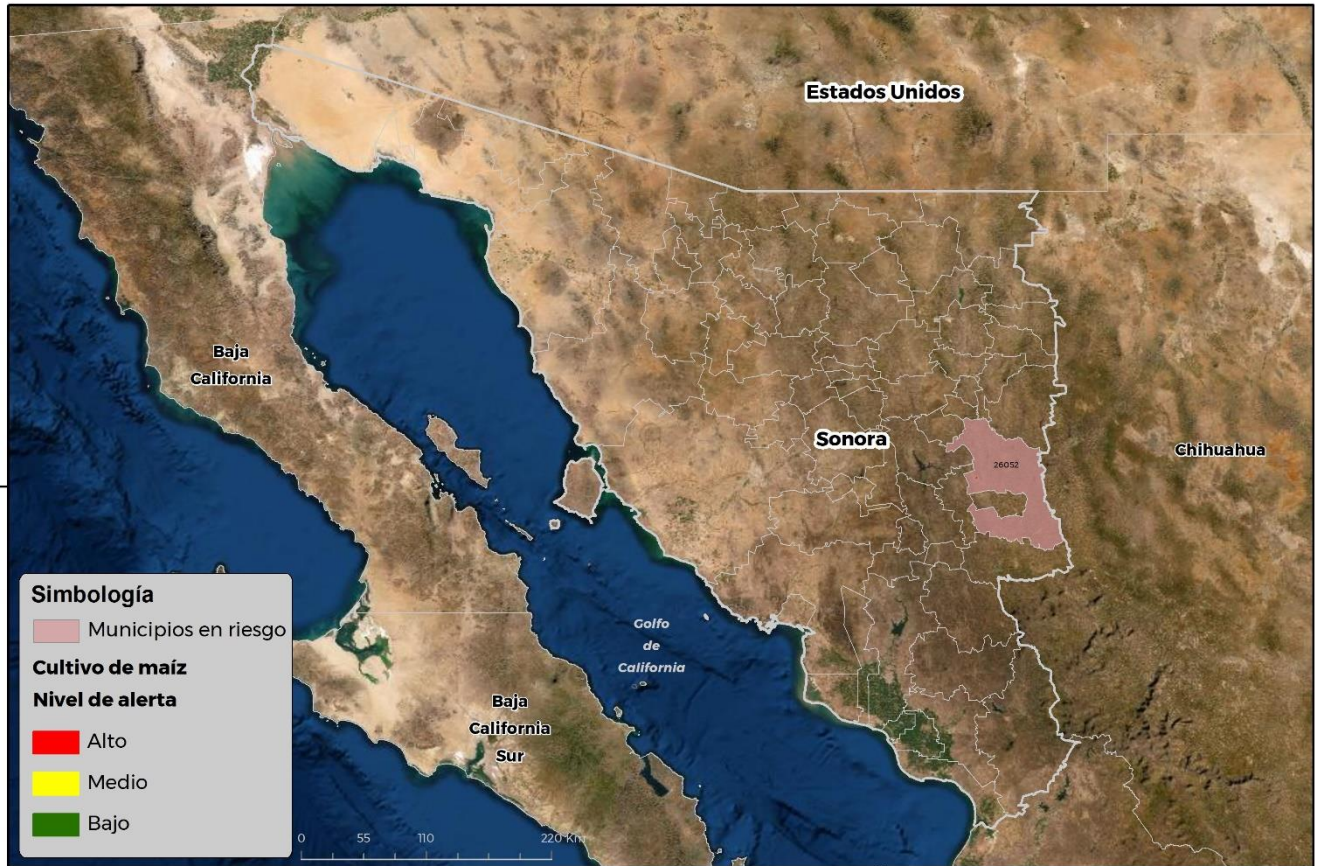 Estados Unidos
Baja
California
Sonora
Chihuahua
26052
Golfo
de
California
Baja
California
Sur
Simbología
Municipios en riesgo
Cultivo de maíz
Nivel de alerta
Alto
Medio
Bajo
0 55 110 220 Km